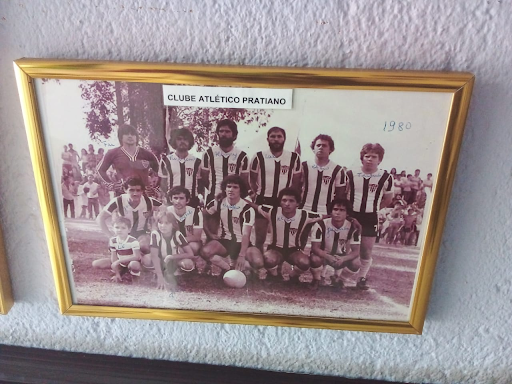 CLUBE ATLÉTICO PRATIANO
1980